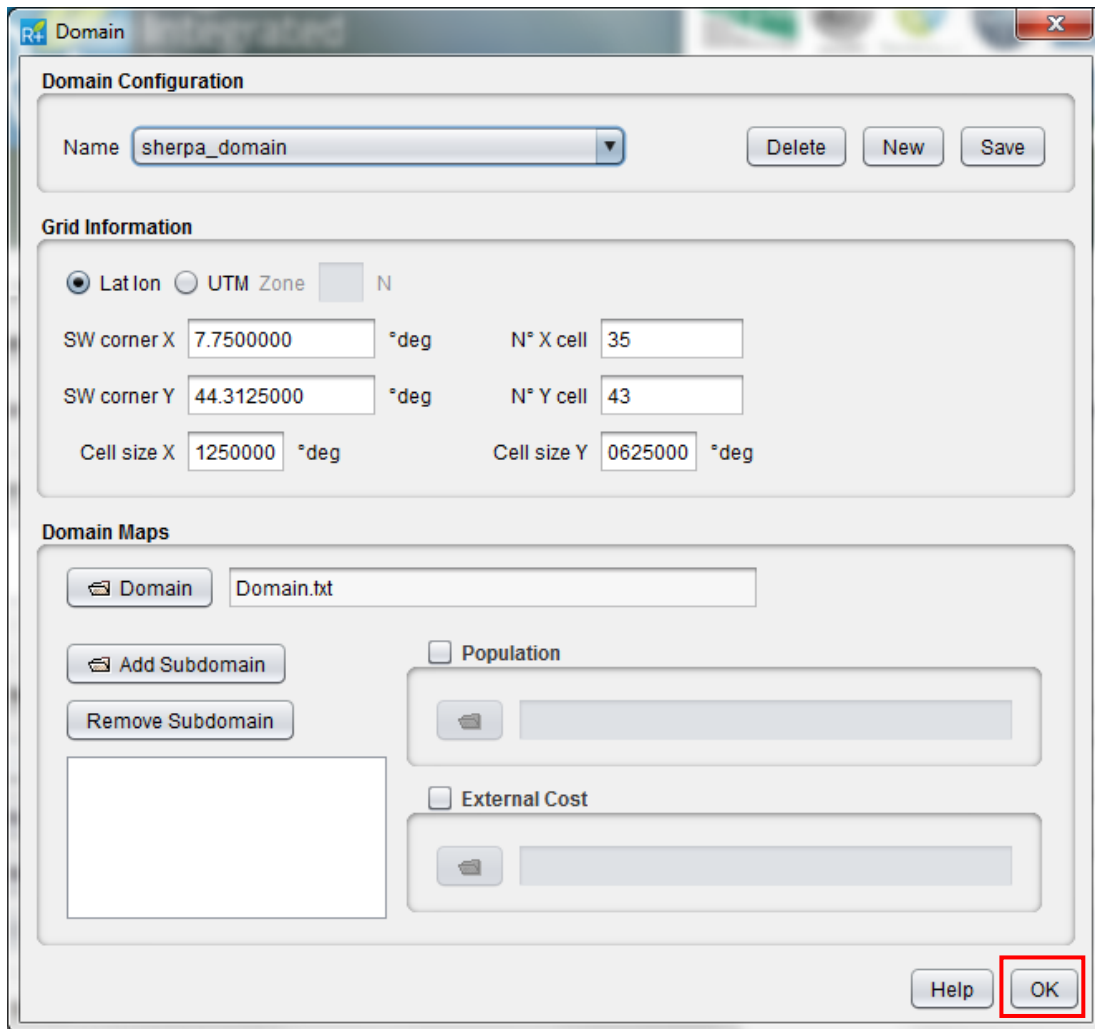 R+ Domain
Integrated
Domain Configuration
Name sherpa_domain Delete New Save
Grid Information
Lat lon UTM Zone N
SW corner X 7.7500000 °deg N° X cell 35
SW corner Y 44.3125000 °deg N° Y cell 43
Cell size X 1250000 °deg Cell size Y 0625000 °deg
Domain Maps
Domain Domain.txt
Add Subdomain
Population
Remove Subdomain
External Cost
Help OK